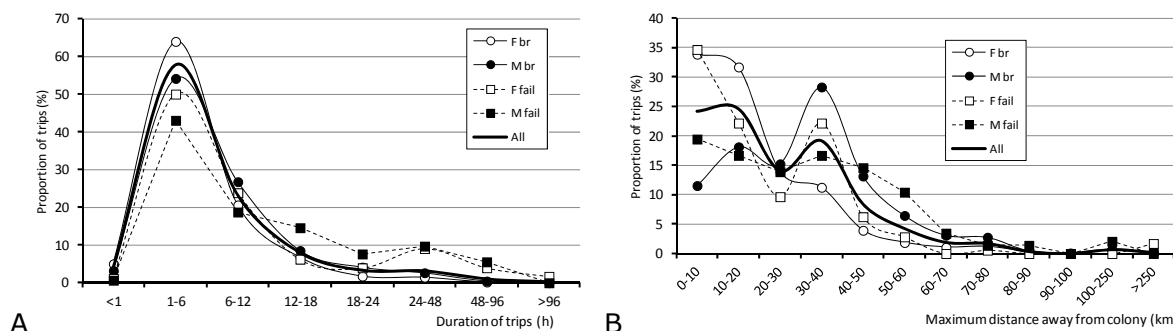 70
60
50
40
30
20
10
0
Proportion of trips (%)
F br
M br
F fail
M fail
All
<1 1-6 6-12 12-18 18-24 24-48 48-96 >96
Duration of trips (h)
A
40
35
30
25
20
15
10
5
0
Proportion of trips (%)
F br
M br
F fail
M fail
All
0-10 10-20 20-30 30-40 40-50 50-60 60-70 70-80 80-90 90-100 100-250 >250
Maximum distance away from colony (km
B